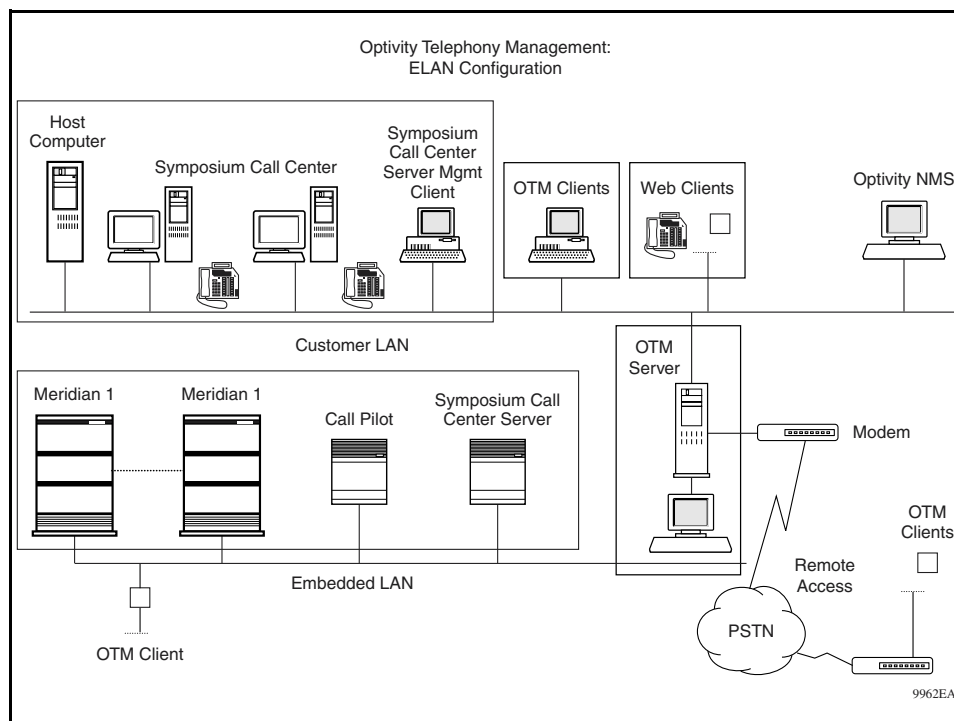 Optivity Telephony Management:
ELAN Configuration
Host
Computer
Symposium Call Center
Symposium
Call Center
Server Mgmt
Client
OTM Clients
Web Clients
Optivity NMS
Customer LAN
OTM
Server
Meridian 1
Meridian 1
Call Pilot
Symposium Call
Center Server
Modem
OTM
Clients
Remote
Access
Embedded LAN
PSTN
OTM Client
9962EA